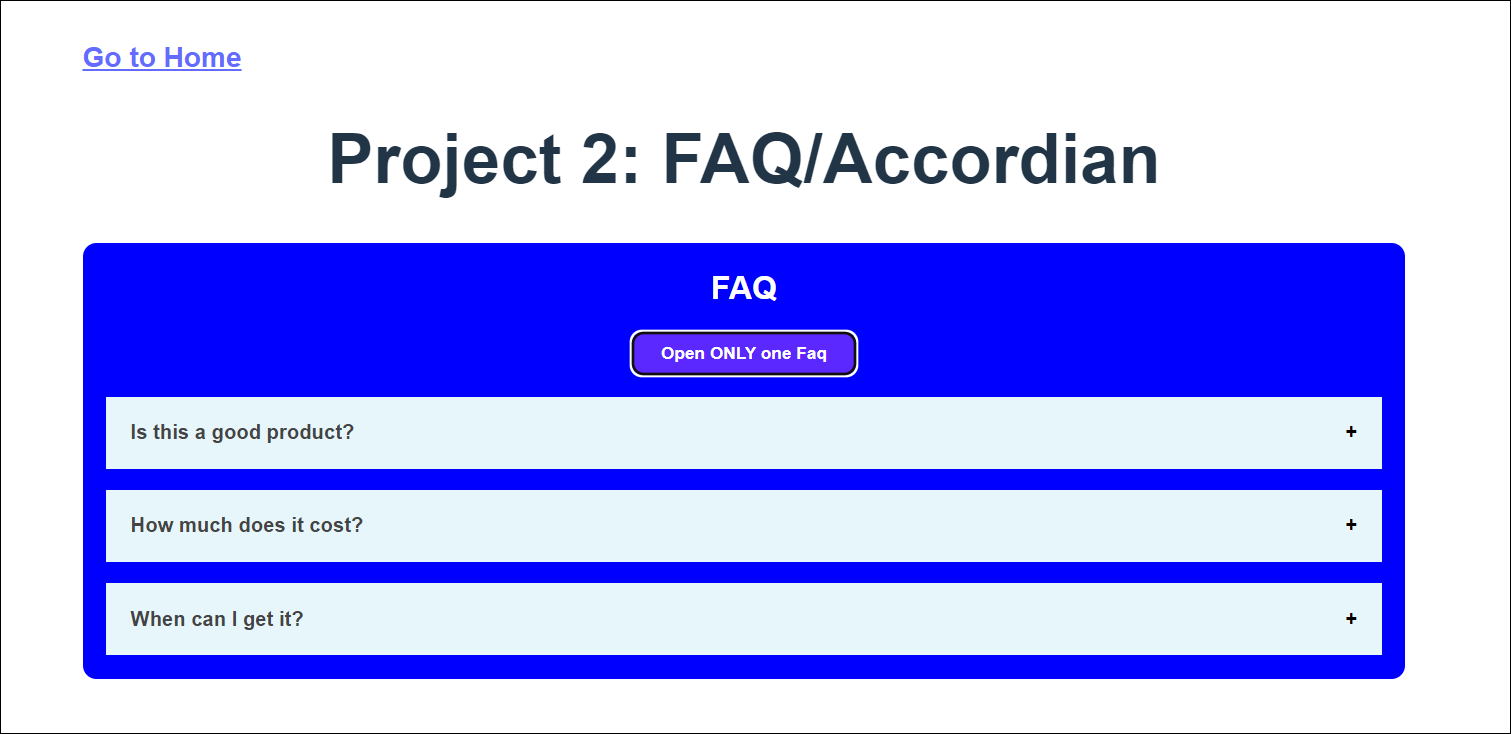 Go to Home
Project 2: FAQ/Accordian
FAQ
Open ONLY one Faq
Is this a good product? +
How much does it cost? +
When can I get it? +